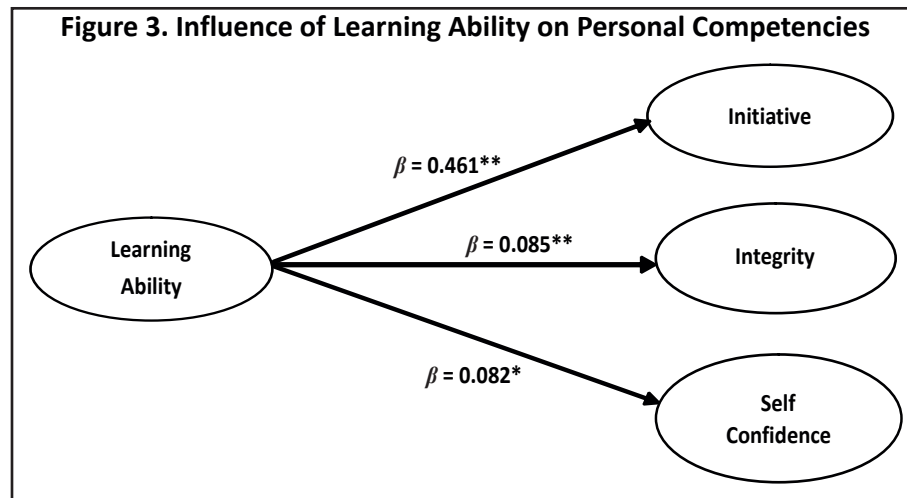 Figure 3. Influence of Learning Ability on Personal Competencies
Initiative
β = 0.461**
Learning
Ability
β = 0.085**
Integrity
β = 0.082*
Self
Confidence